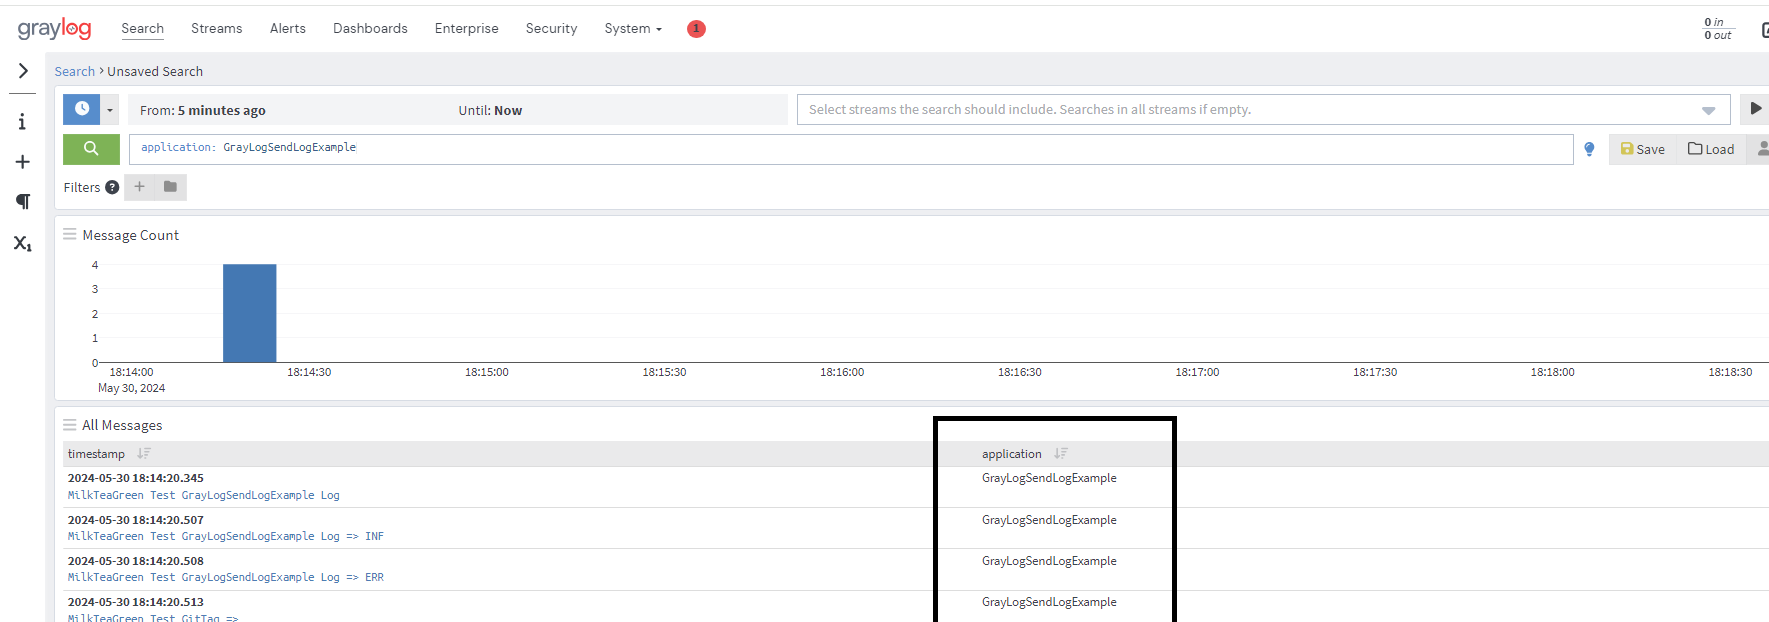 graylog Search Streams Alerts Dashboards Enterprise Security System 1 0 in
0 out
Search › Unsaved Search
From: 5 minutes ago Until: Now Select streams the search should include. Searches in all streams if empty.
application: GrayLogSendLogExample Save Load
Filters ? +
Message Count
4
3
2
1
0
18:14:00 18:14:30 18:15:00 18:15:30 18:16:00 18:16:30 18:17:00 18:17:30 18:18:00 18:18:30
May 30, 2024
All Messages
timestamp application
2024-05-30 18:14:20.345 GrayLogSendLogExample
MilkTeaGreen Test GrayLogSendLogExample Log
2024-05-30 18:14:20.507 GrayLogSendLogExample
MilkTeaGreen Test GrayLogSendLogExample Log => INF
2024-05-30 18:14:20.508 GrayLogSendLogExample
MilkTeaGreen Test GrayLogSendLogExample Log => ERR
2024-05-30 18:14:20.513 GrayLogSendLogExample
MilkTeaGreen Test GitTag =>